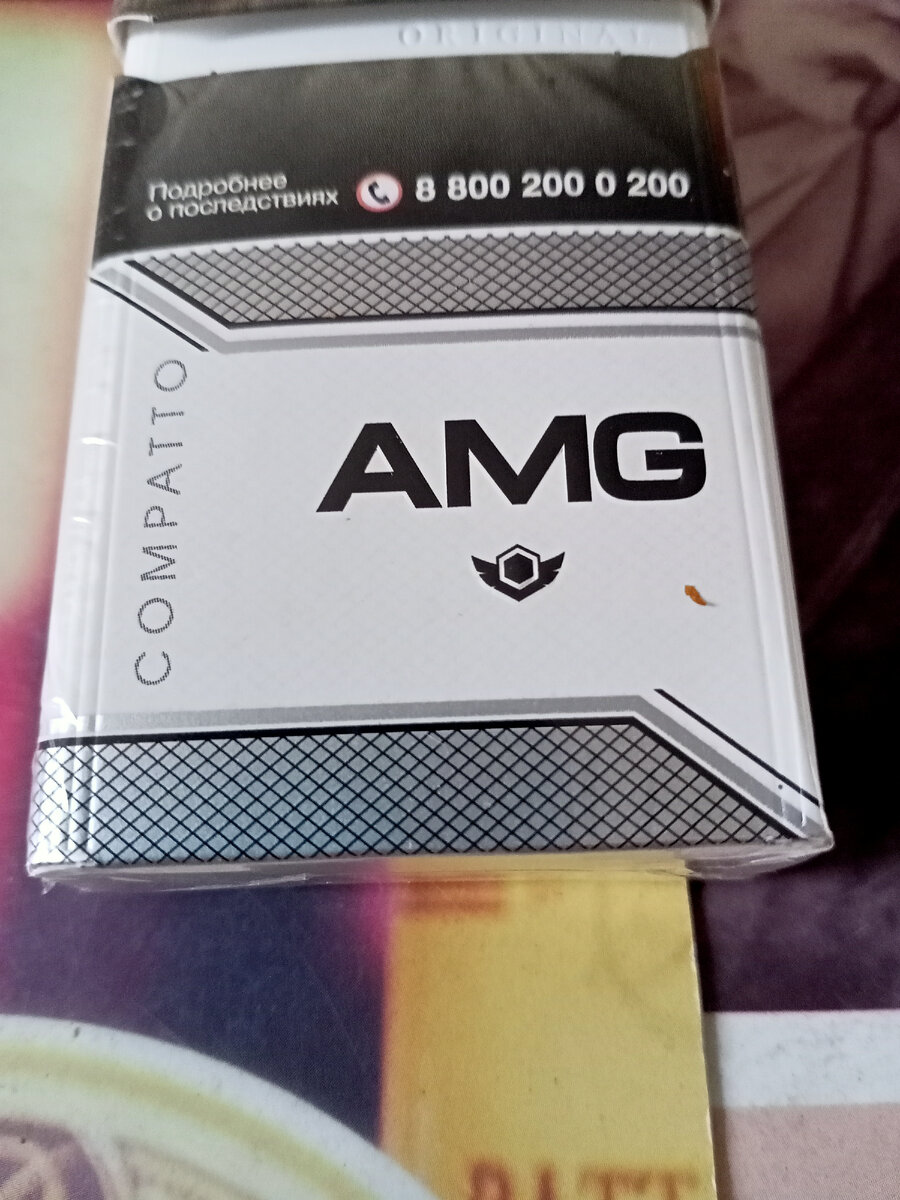 ORIGINAL
Подробнее
о последствиях
8 800 200 0 200
COMPATTO
AMG